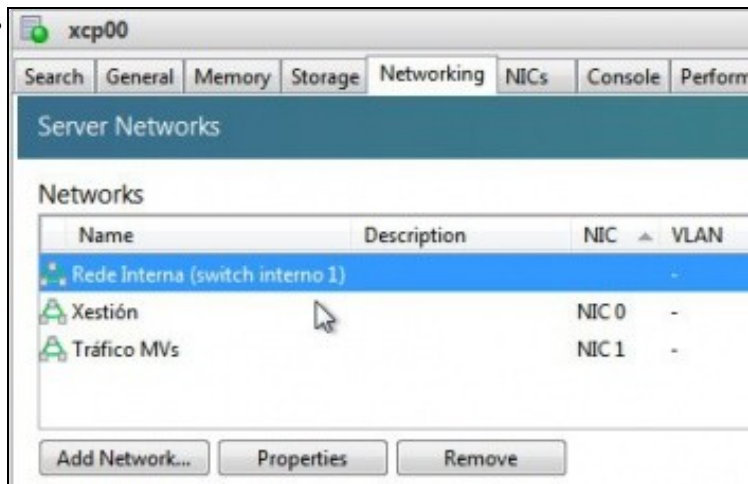 xcp00
Search General Memory Storage Networking NICs Console Perform
Server Networks
Networks
Name Description NIC VLAN
Rede Interna (switch interno 1) -
Xestión NIC 0 -
Tráfico MVs NIC 1 -
Add Network... Properties Remove